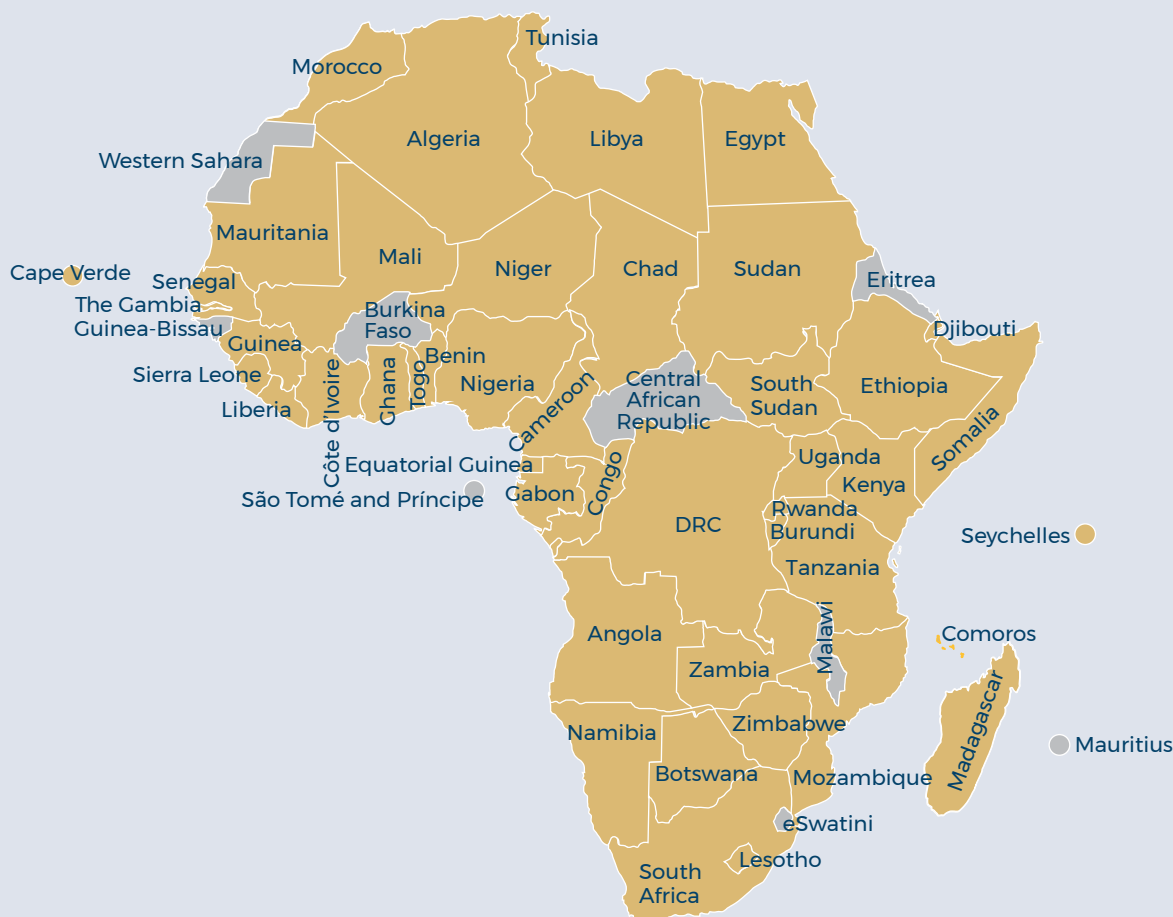 Tunisia
Morocco
Algeria
Libya
Egypt
Western Sahara
Mauritania
Mali
Niger
Chad
Sudan
Cape Verde
Senegal
Eritrea
The Gambia
Guinea-Bissau
Burkina
Faso
Djibouti
Guinea
Benin
Sierra Leone
Nigeria
Togo
Ghana
Côte d'Ivoire
Liberia
Cameroon
Central
African
Republic
South
Sudan
Ethiopia
Somalia
Equatorial Guinea
São Tomé and Príncipe
Gabon
Congo
Uganda
Kenya
DRC
Rwanda
Burundi
Seychelles
Tanzania
Angola
Malawi
Comoros
Zambia
Madagascar
Namibia
Zimbabwe
Mauritius
Botswana
Mozambique
eSwatini
Lesotho
South
Africa